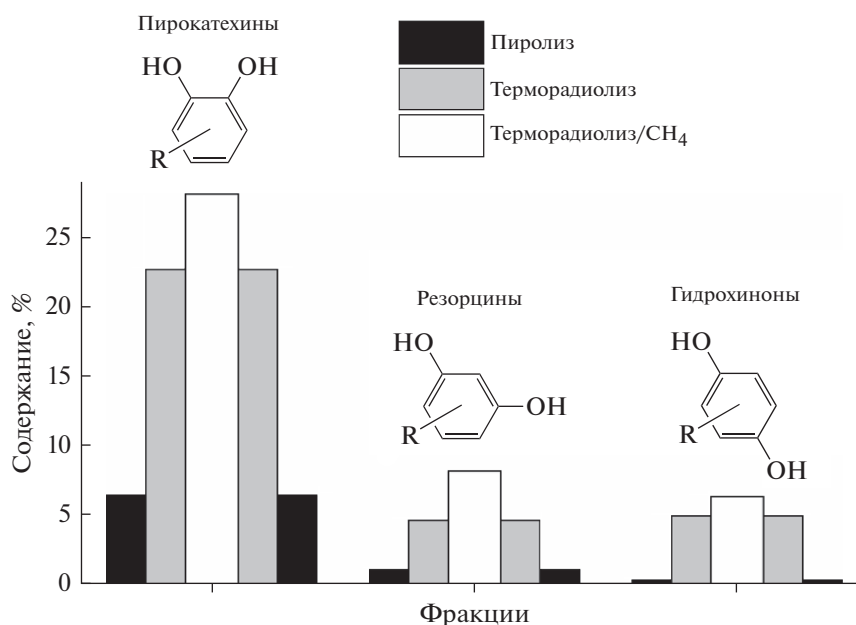 Пирокатехины
HO
OH
R
Пиролиз
Терморадиолиз
Терморадиолиз/CH₄
Содержание, %
25
20
15
10
5
0
Резорцины
HO
OH
R
Гидрохиноны
HO
R
OH
Фракции